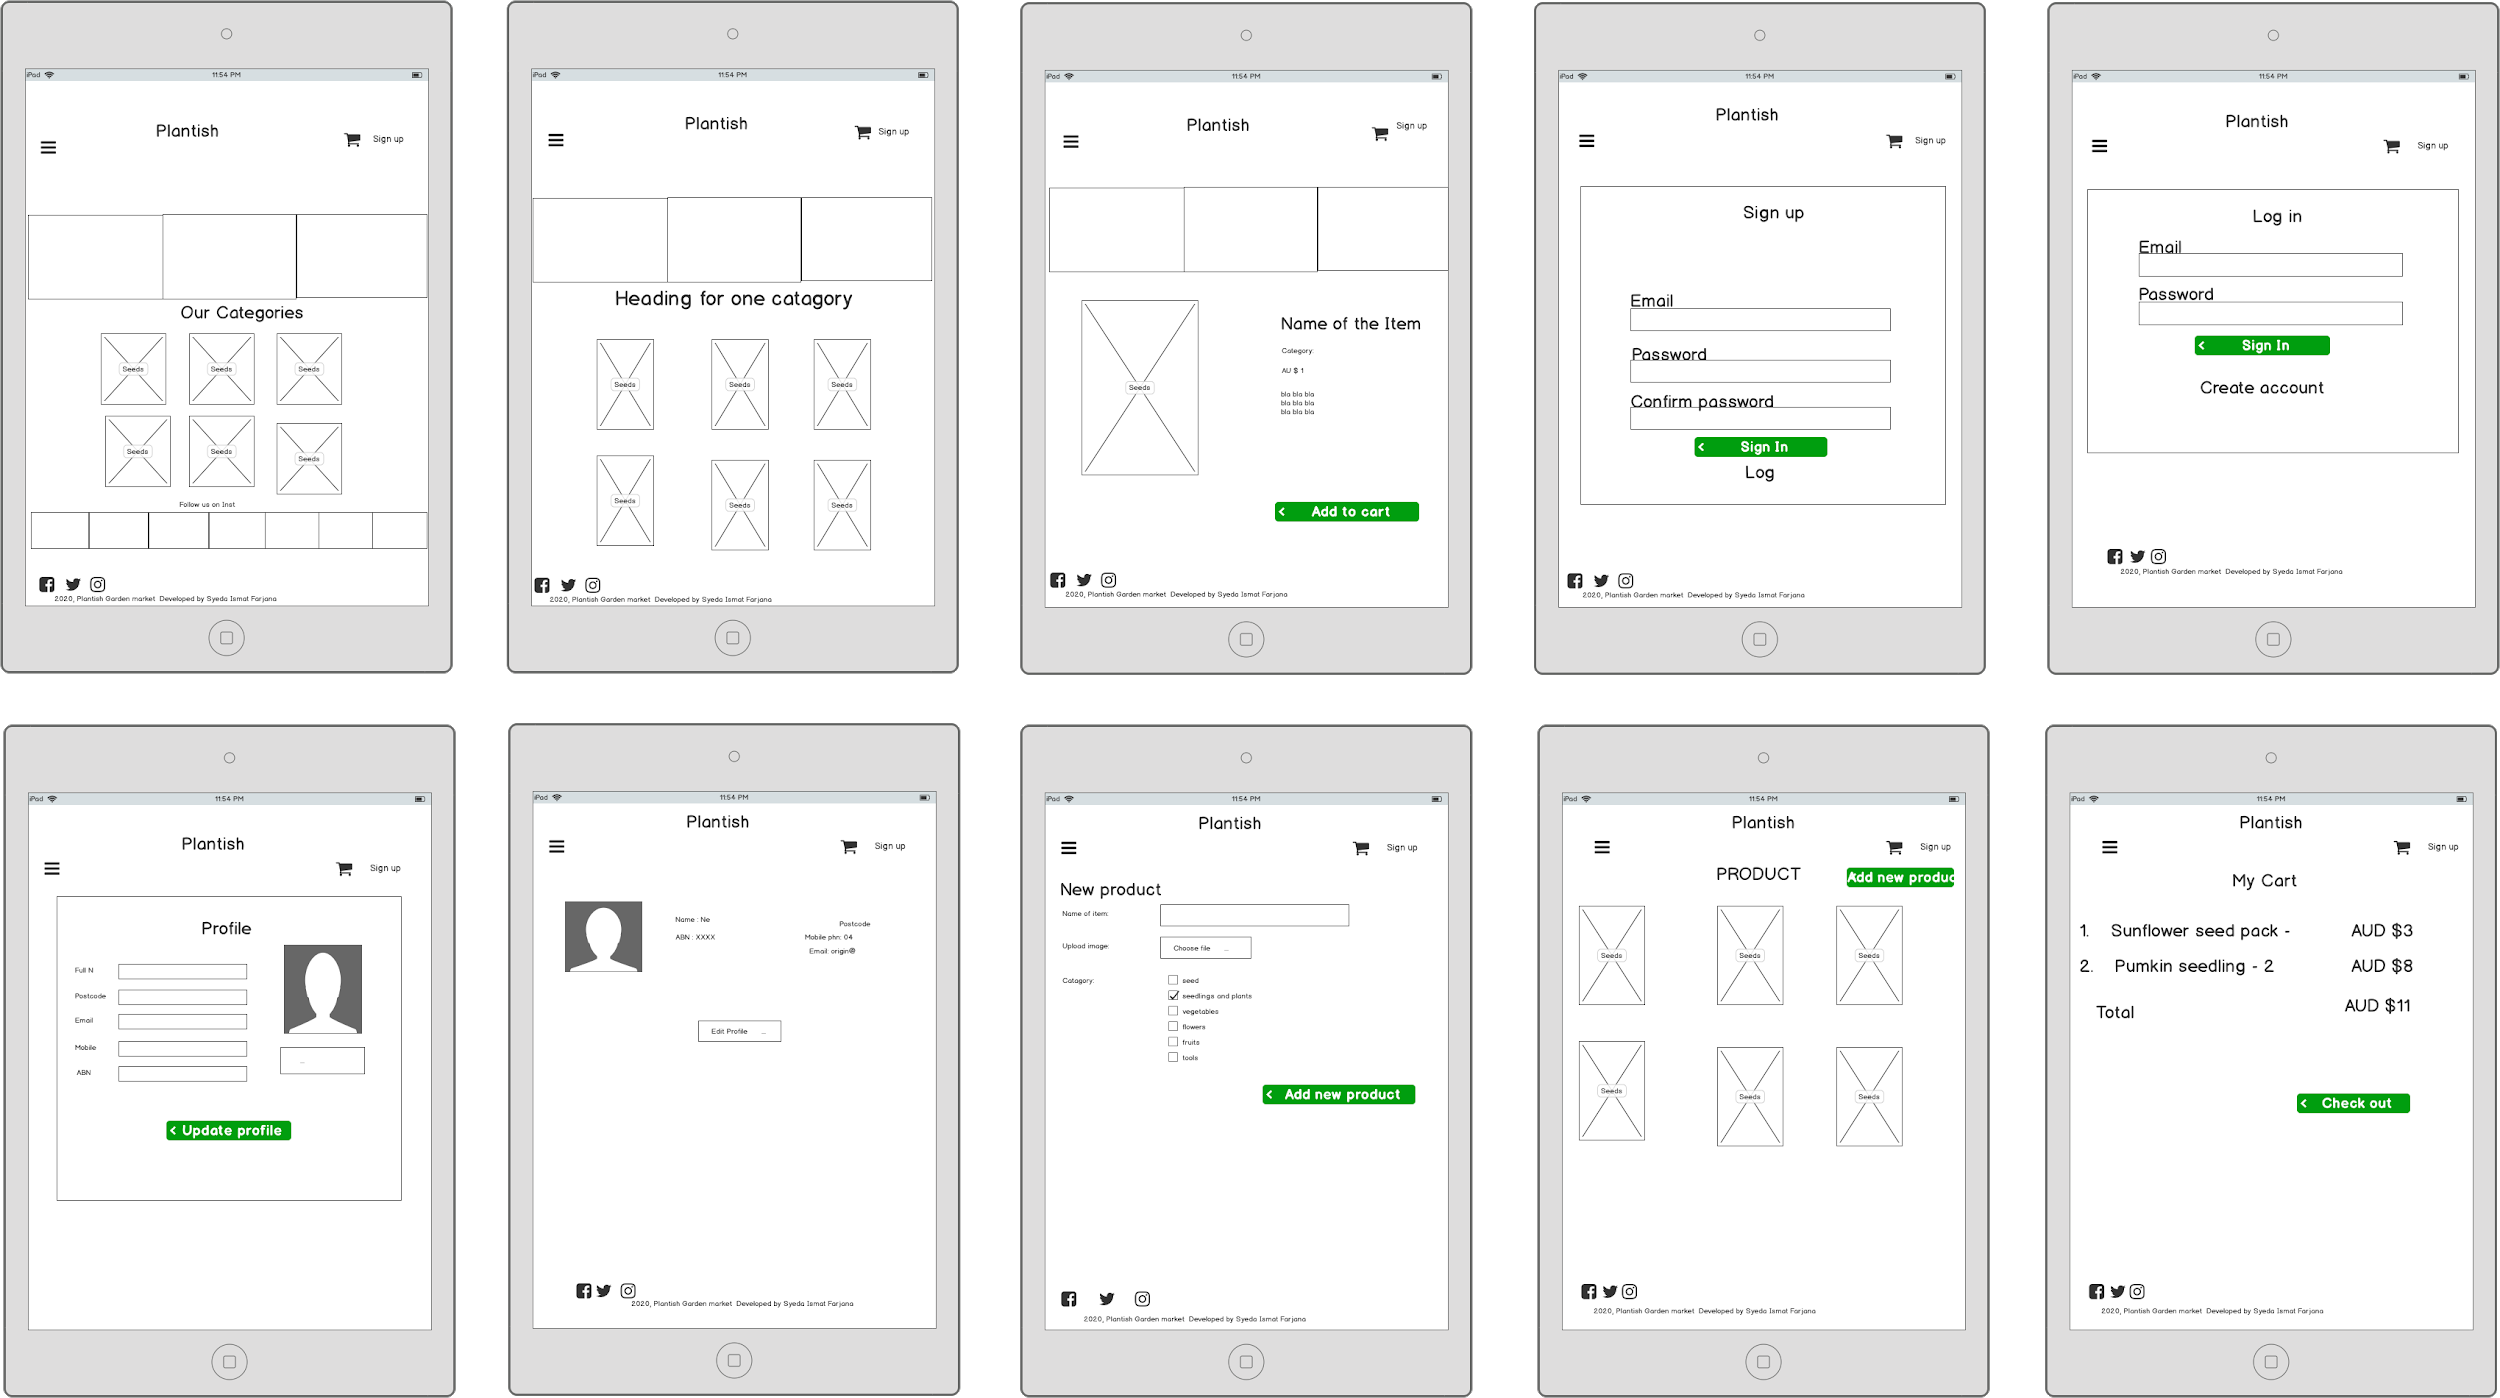 iPad 11:54 PM
Plantish
Sign up
Our Categories
Seeds Seeds Seeds
Seeds Seeds Seeds
Follow us on Inst
2020, Plantish Garden market Developed by Syeda Ismat Farjana
iPad 11:54 PM
Plantish
Sign up
Heading for one catagory
Seeds Seeds Seeds
Seeds Seeds Seeds
2020, Plantish Garden market Developed by Syeda Ismat Farjana
iPad 11:54 PM
Plantish
Sign up
Name of the Item
Category:
AU $ 1
Seeds
bla bla bla
bla bla bla
bla bla bla
Add to cart
2020, Plantish Garden market Developed by Syeda Ismat Farjana
iPad 11:54 PM
Plantish
Sign up
Sign up
Email
Password
Confirm password
Sign In
Log
2020, Plantish Garden market Developed by Syeda Ismat Farjana
iPad 11:54 PM
Plantish
Sign up
Log in
Email
Password
Sign In
Create account
2020, Plantish Garden market Developed by Syeda Ismat Farjana
iPad 11:54 PM
Plantish
Sign up
Profile
Full N
Postcode
Email
Mobile
...
ABN
Update profile
iPad 11:54 PM
Plantish
Sign up
Name : Ne
Postcode
ABN : XXXX
Mobile phn: 04
Email: origin@
Edit Profile ...
2020, Plantish Garden market Developed by Syeda Ismat Farjana
iPad 11:54 PM
Plantish
Sign up
New product
Name of item:
Upload image:
Choose file ...
Catagory:
seed
seedlings and plants
vegetables
flowers
fruits
tools
Add new product
2020, Plantish Garden market Developed by Syeda Ismat Farjana
iPad 11:54 PM
Plantish
Sign up
PRODUCT
Add new produc
Seeds Seeds Seeds
Seeds Seeds Seeds
2020, Plantish Garden market Developed by Syeda Ismat Farjana
iPad 11:54 PM
Plantish
Sign up
My Cart
1. Sunflower seed pack - AUD $3
2. Pumkin seedling - 2 AUD $8
Total AUD $11
Check out
2020, Plantish Garden market Developed by Syeda Ismat Farjana